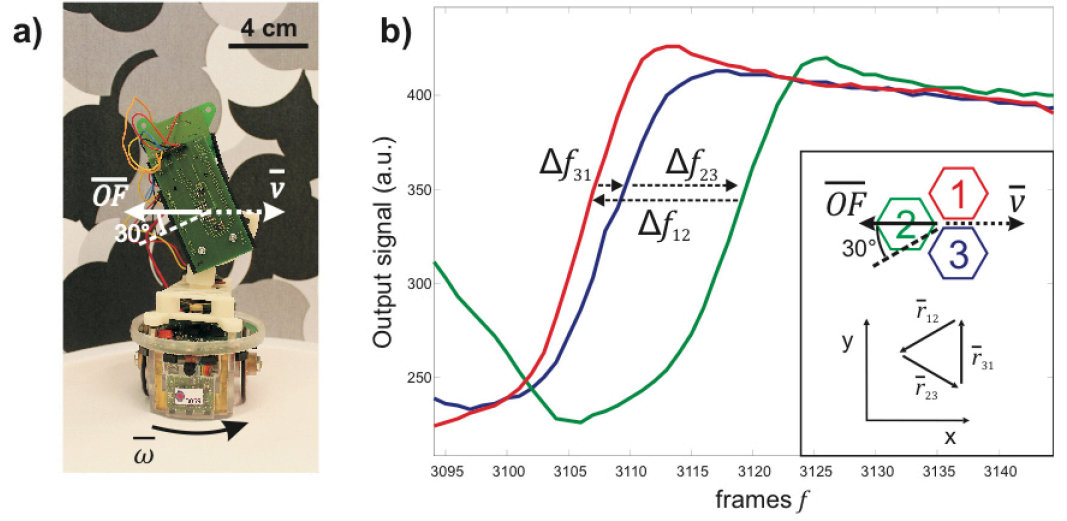 a)
4 cm
OF
v
30°
ω
b)
Output signal (a.u.)
400
350
300
250
Δf31
Δf23
Δf12
3095 3100 3105 3110 3115 3120 3125 3130 3135 3140
frames f
OF
1
v
2
30°
3
y
r12
r31
r23
x